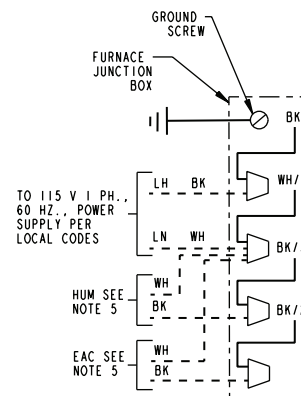 GROUND
SCREW
FURNACE
JUNCTION
BOX
BK
LH BK
WH/
TO 115 V 1 PH.,
60 HZ., POWER
SUPPLY PER
LOCAL CODES
LN WH
BK/
HUM SEE
NOTE 5
WH
BK
BK/
EAC SEE
NOTE 5
WH
BK